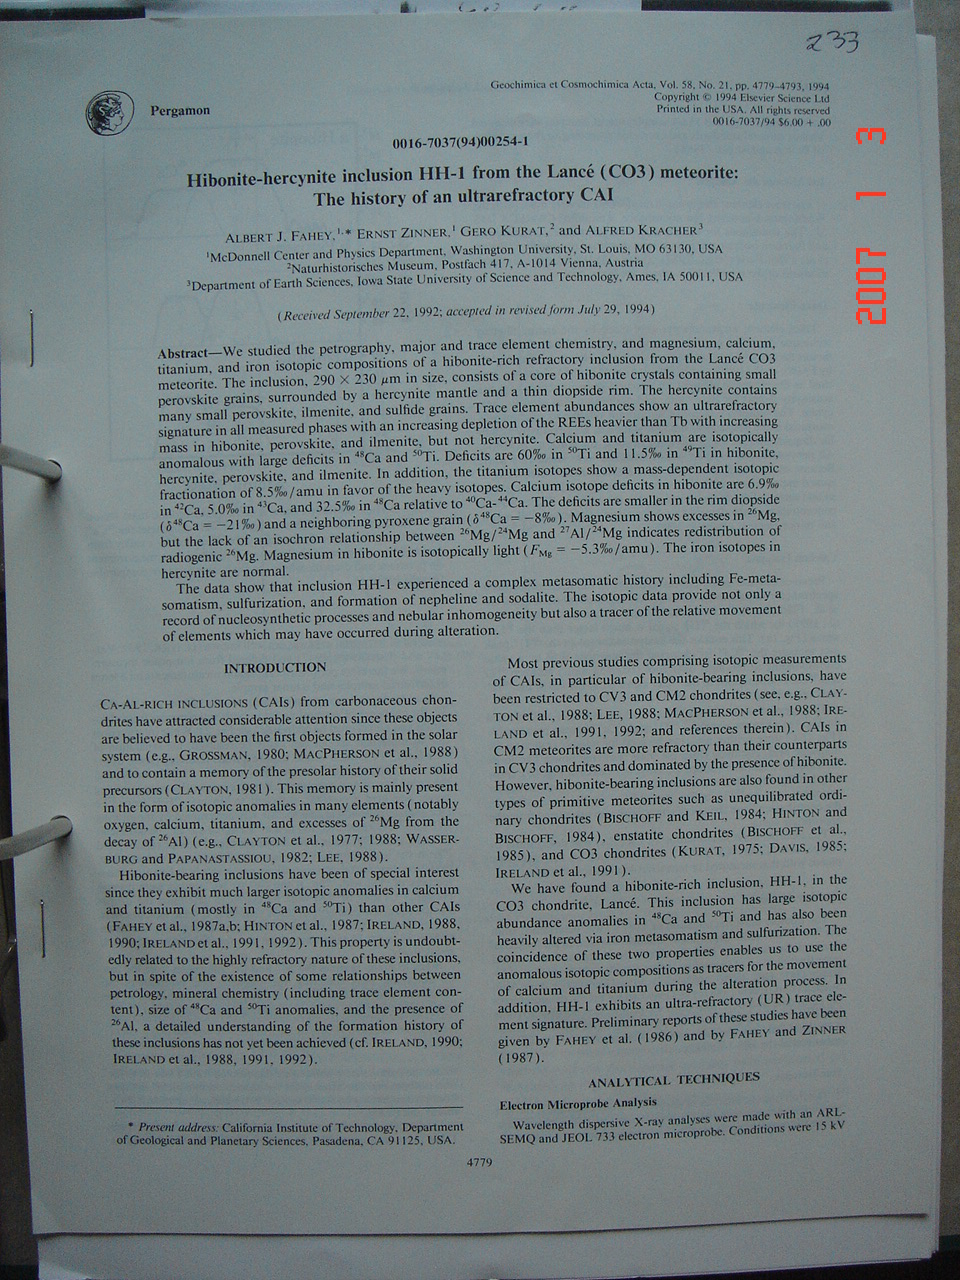 233
Geochimica et Cosmochimica Acta, Vol. 58, No. 21, pp. 4779–4793, 1994
Copyright © 1994 Elsevier Science Ltd
Printed in the USA. All rights reserved
0016-7037/94 $6.00 + .00
Pergamon
0016-7037(94)00254-1
Hibonite-hercynite inclusion HH-1 from the Lancé (CO3) meteorite:
The history of an ultrarefractory CAI
ALBERT J. FAHEY,¹,* ERNST ZINNER,¹ GERO KURAT,² and ALFRED KRACHER³
¹McDonnell Center and Physics Department, Washington University, St. Louis, MO 63130, USA
²Naturhistorisches Museum, Postfach 417, A-1014 Vienna, Austria
³Department of Earth Sciences, Iowa State University of Science and Technology, Ames, IA 50011, USA
(Received September 22, 1992; accepted in revised form July 29, 1994)
Abstract—We studied the petrography, major and trace element chemistry, and magnesium, calcium,
titanium, and iron isotopic compositions of a hibonite-rich refractory inclusion from the Lancé CO3
meteorite. The inclusion, 290 × 230 μm in size, consists of a core of hibonite crystals containing small
perovskite grains, surrounded by a hercynite mantle and a thin diopside rim. The hercynite contains
many small perovskite, ilmenite, and sulfide grains. Trace element abundances show an ultrarefractory
signature in all measured phases with an increasing depletion of the REEs heavier than Tb with increasing
mass in hibonite, perovskite, and ilmenite, but not hercynite. Calcium and titanium are isotopically
anomalous with large deficits in ⁴⁸Ca and ⁵⁰Ti. Deficits are 60‰ in ⁵⁰Ti and 11.5‰ in ⁴⁹Ti in hibonite,
hercynite, perovskite, and ilmenite. In addition, the titanium isotopes show a mass-dependent isotopic
fractionation of 8.5‰/amu in favor of the heavy isotopes. Calcium isotope deficits in hibonite are 6.9‰
in ⁴²Ca, 5.0‰ in ⁴³Ca, and 32.5‰ in ⁴⁸Ca relative to ⁴⁰Ca-⁴⁴Ca. The deficits are smaller in the rim diopside
(δ⁴⁸Ca = −21‰) and a neighboring pyroxene grain (δ⁴⁸Ca = −8‰). Magnesium shows excesses in ²⁶Mg,
but the lack of an isochron relationship between ²⁶Mg/²⁴Mg and ²⁷Al/²⁴Mg indicates redistribution of
radiogenic ²⁶Mg. Magnesium in hibonite is isotopically light (F_Mg = −5.3‰/amu). The iron isotopes in
hercynite are normal.
The data show that inclusion HH-1 experienced a complex metasomatic history including Fe-meta-
somatism, sulfurization, and formation of nepheline and sodalite. The isotopic data provide not only a
record of nucleosynthetic processes and nebular inhomogeneity but also a tracer of the relative movement
of elements which may have occurred during alteration.
INTRODUCTION
CA-AL-RICH INCLUSIONS (CAIs) from carbonaceous chon-
drites have attracted considerable attention since these objects
are believed to have been the first objects formed in the solar
system (e.g., GROSSMAN, 1980; MACPHERSON et al., 1988)
and to contain a memory of the presolar history of their solid
precursors (CLAYTON, 1981). This memory is mainly present
in the form of isotopic anomalies in many elements (notably
oxygen, calcium, titanium, and excesses of ²⁶Mg from the
decay of ²⁶Al) (e.g., CLAYTON et al., 1977; 1988; WASSER-
BURG and PAPANASTASSIOU, 1982; LEE, 1988).
Hibonite-bearing inclusions have been of special interest
since they exhibit much larger isotopic anomalies in calcium
and titanium (mostly in ⁴⁸Ca and ⁵⁰Ti) than other CAIs
(FAHEY et al., 1987a,b; HINTON et al., 1987; IRELAND, 1988,
1990; IRELAND et al., 1991, 1992). This property is undoubt-
edly related to the highly refractory nature of these inclusions,
but in spite of the existence of some relationships between
petrology, mineral chemistry (including trace element con-
tent), size of ⁴⁸Ca and ⁵⁰Ti anomalies, and the presence of
²⁶Al, a detailed understanding of the formation history of
these inclusions has not yet been achieved (cf. IRELAND, 1990;
IRELAND et al., 1988, 1991, 1992).
* Present address: California Institute of Technology, Department
of Geological and Planetary Sciences, Pasadena, CA 91125, USA.
Most previous studies comprising isotopic measurements
of CAIs, in particular of hibonite-bearing inclusions, have
been restricted to CV3 and CM2 chondrites (see, e.g., CLAY-
TON et al., 1988; LEE, 1988; MACPHERSON et al., 1988; IRE-
LAND et al., 1991, 1992; and references therein). CAIs in
CM2 meteorites are more refractory than their counterparts
in CV3 chondrites and dominated by the presence of hibonite.
However, hibonite-bearing inclusions are also found in other
types of primitive meteorites such as unequilibrated ordi-
nary chondrites (BISCHOFF and KEIL, 1984; HINTON and
BISCHOFF, 1984), enstatite chondrites (BISCHOFF et al.,
1985), and CO3 chondrites (KURAT, 1975; DAVIS, 1985;
IRELAND et al., 1991).
We have found a hibonite-rich inclusion, HH-1, in the
CO3 chondrite, Lancé. This inclusion has large isotopic
abundance anomalies in ⁴⁸Ca and ⁵⁰Ti and has also been
heavily altered via iron metasomatism and sulfurization. The
coincidence of these two properties enables us to use the
anomalous isotopic compositions as tracers for the movement
of calcium and titanium during the alteration process. In
addition, HH-1 exhibits an ultra-refractory (UR) trace ele-
ment signature. Preliminary reports of these studies have been
given by FAHEY et al. (1986) and by FAHEY and ZINNER
(1987).
ANALYTICAL TECHNIQUES
Electron Microprobe Analysis
Wavelength dispersive X-ray analyses were made with an ARL-
SEMQ and JEOL 733 electron microprobe. Conditions were 15 kV
4779
2007 1 3